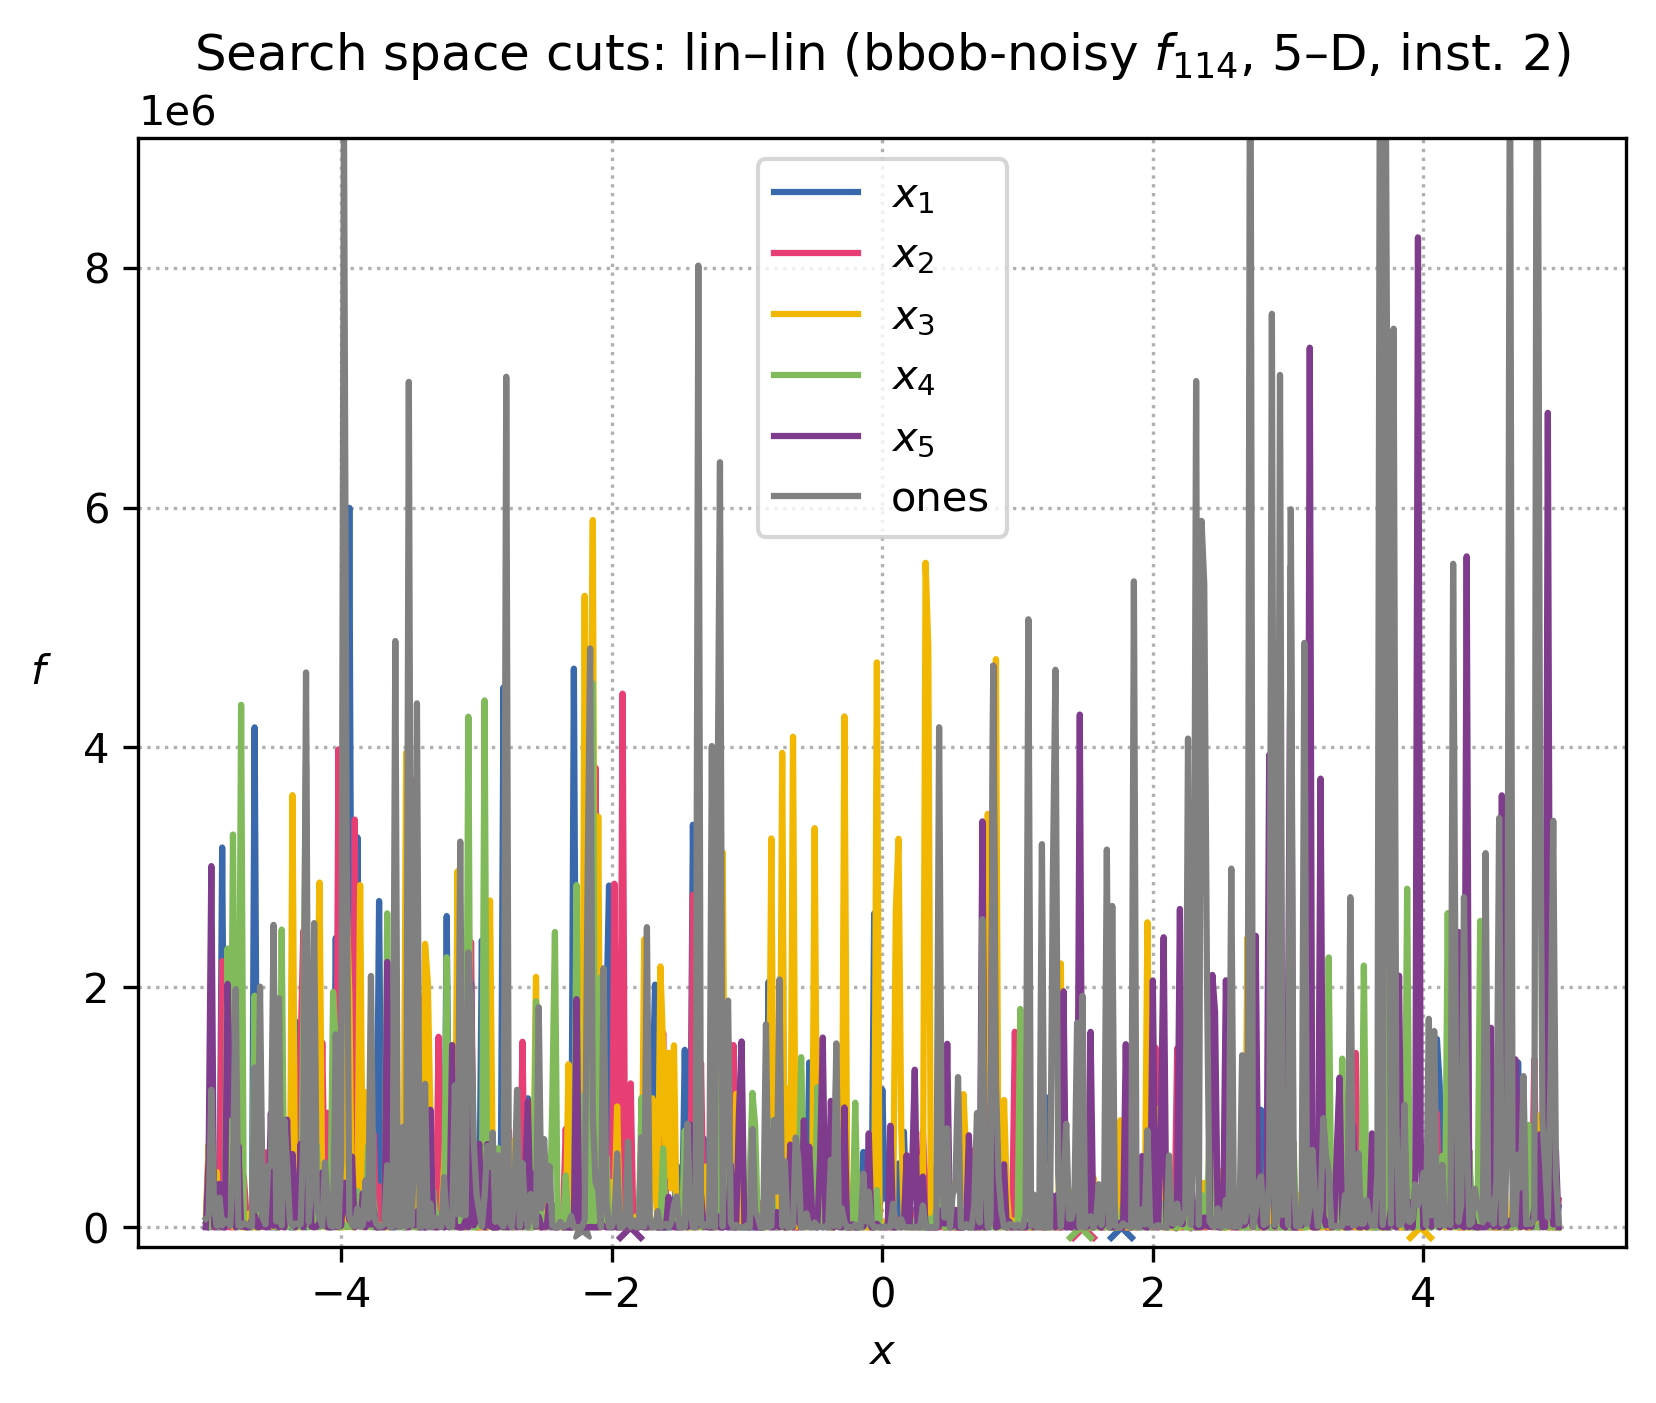 Search space cuts: lin–lin (bbob-noisy f₁₁₄, 5–D, inst. 2)
1e6
x₁
x₂
x₃
x₄
x₅
ones
8
6
4
2
0
f
−4
−2
0
2
4
x